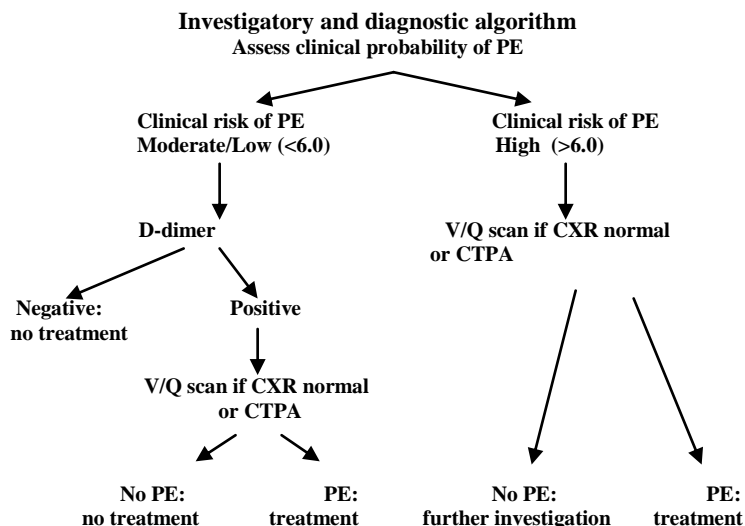 Investigatory and diagnostic algorithm
Assess clinical probability of PE
Clinical risk of PE
Moderate/Low (<6.0)
Clinical risk of PE
High (>6.0)
D-dimer
V/Q scan if CXR normal
or CTPA
Negative:
no treatment
Positive
V/Q scan if CXR normal
or CTPA
No PE:
no treatment
PE:
treatment
No PE:
further investigation
PE:
treatment